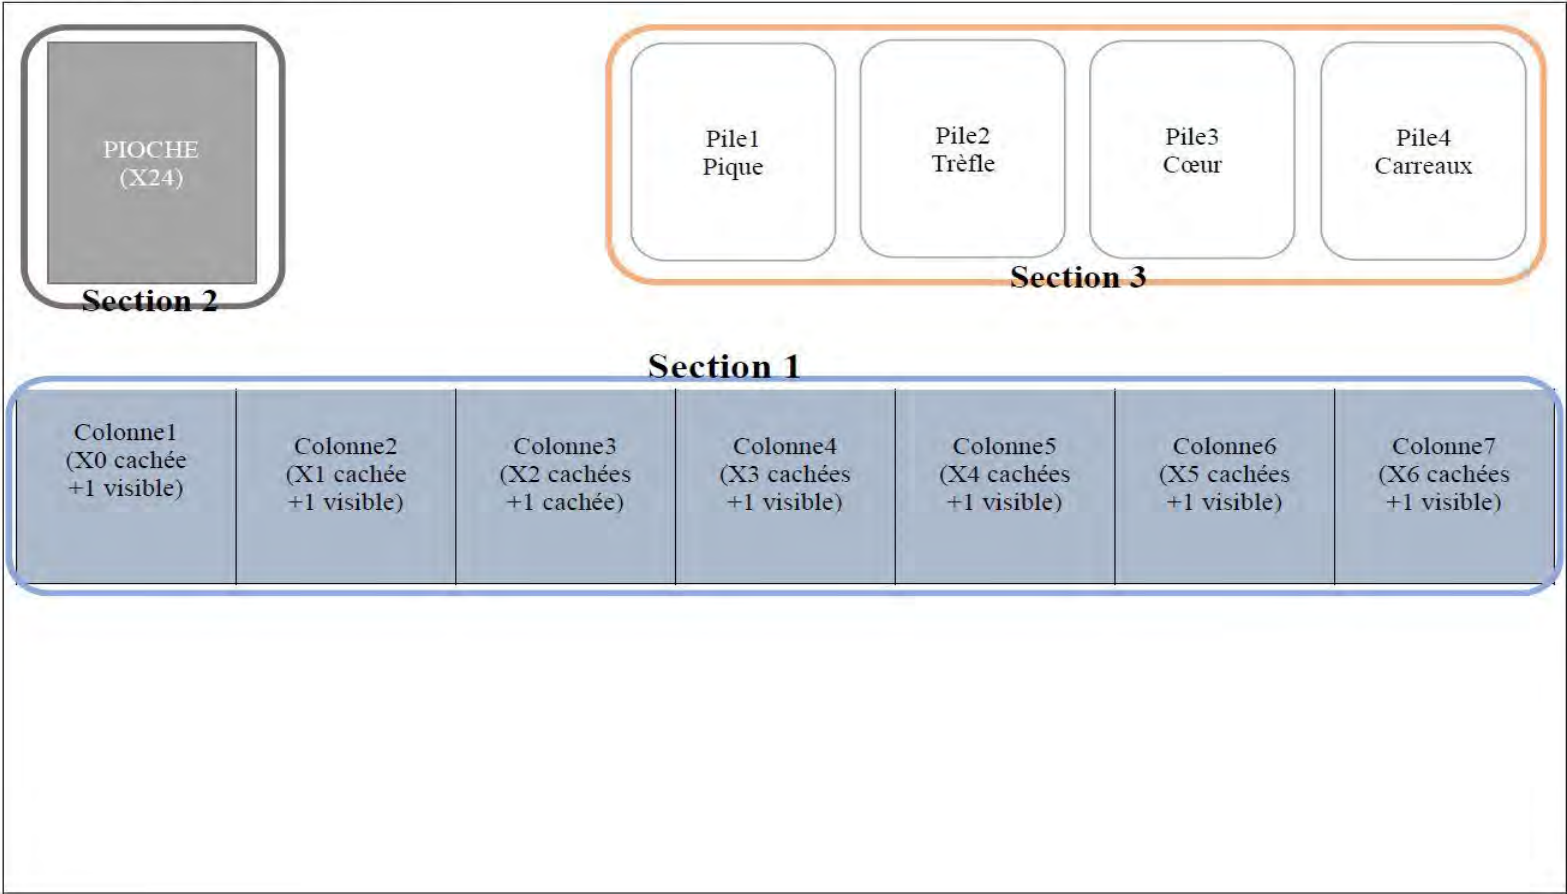 PIOCHE
(X24)
Section 2
Pile1
Pique
Pile2
Trèfle
Pile3
Cœur
Pile4
Carreaux
Section 3
Section 1
Colonne1
(X0 cachée
+1 visible)
Colonne2
(X1 cachée
+1 visible)
Colonne3
(X2 cachées
+1 cachée)
Colonne4
(X3 cachées
+1 visible)
Colonne5
(X4 cachées
+1 visible)
Colonne6
(X5 cachées
+1 visible)
Colonne7
(X6 cachées
+1 visible)